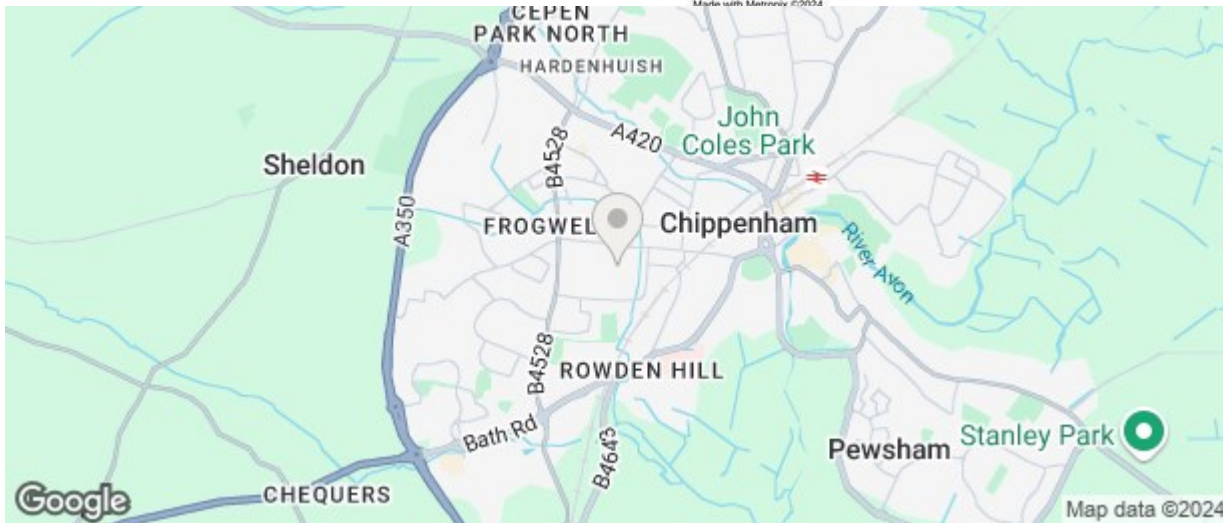 Made with Metropix ©2024
CEPEN
PARK NORTH
HARDENHUISH
John
Coles Park
A420
B4528
Sheldon
A350
FROGWEL
Chippenham
River Avon
B4528
ROWDEN HILL
Bath Rd
B4643
Pewsham
Stanley Park
CHEQUERS
Google
Map data ©2024